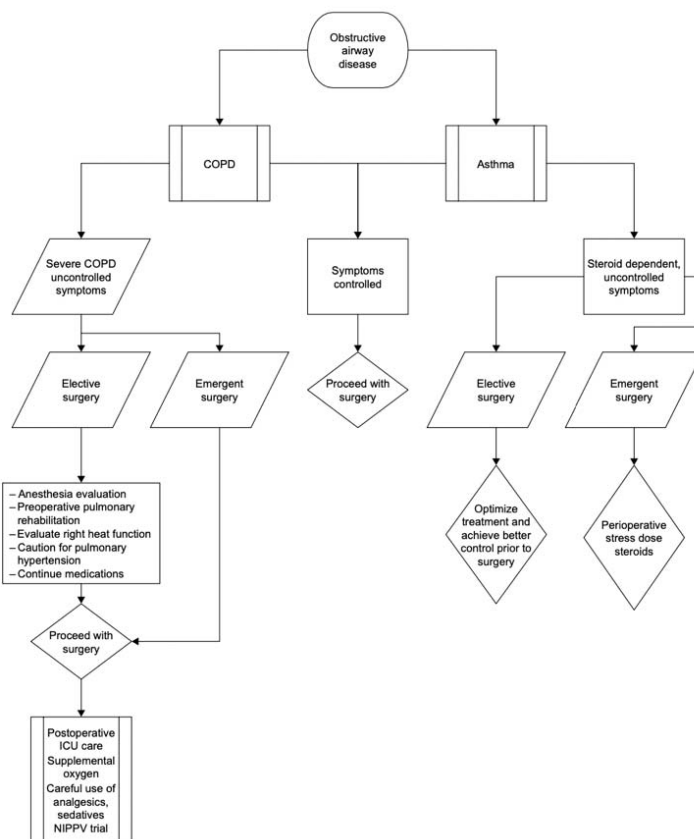 Obstructive
airway
disease
COPD
Asthma
Severe COPD
uncontrolled
symptoms
Symptoms
controlled
Steroid dependent,
uncontrolled
symptoms
Elective
surgery
Emergent
surgery
Proceed with
surgery
Elective
surgery
Emergent
surgery
– Anesthesia evaluation
– Preoperative pulmonary
rehabilitation
– Evaluate right heat function
– Caution for pulmonary
hypertension
– Continue medications
Optimize
treatment and
achieve better
control prior to
surgery
Perioperative
stress dose
steroids
Proceed with
surgery
Postoperative
ICU care
Supplemental
oxygen
Careful use of
analgesics,
sedatives
NIPPV trial